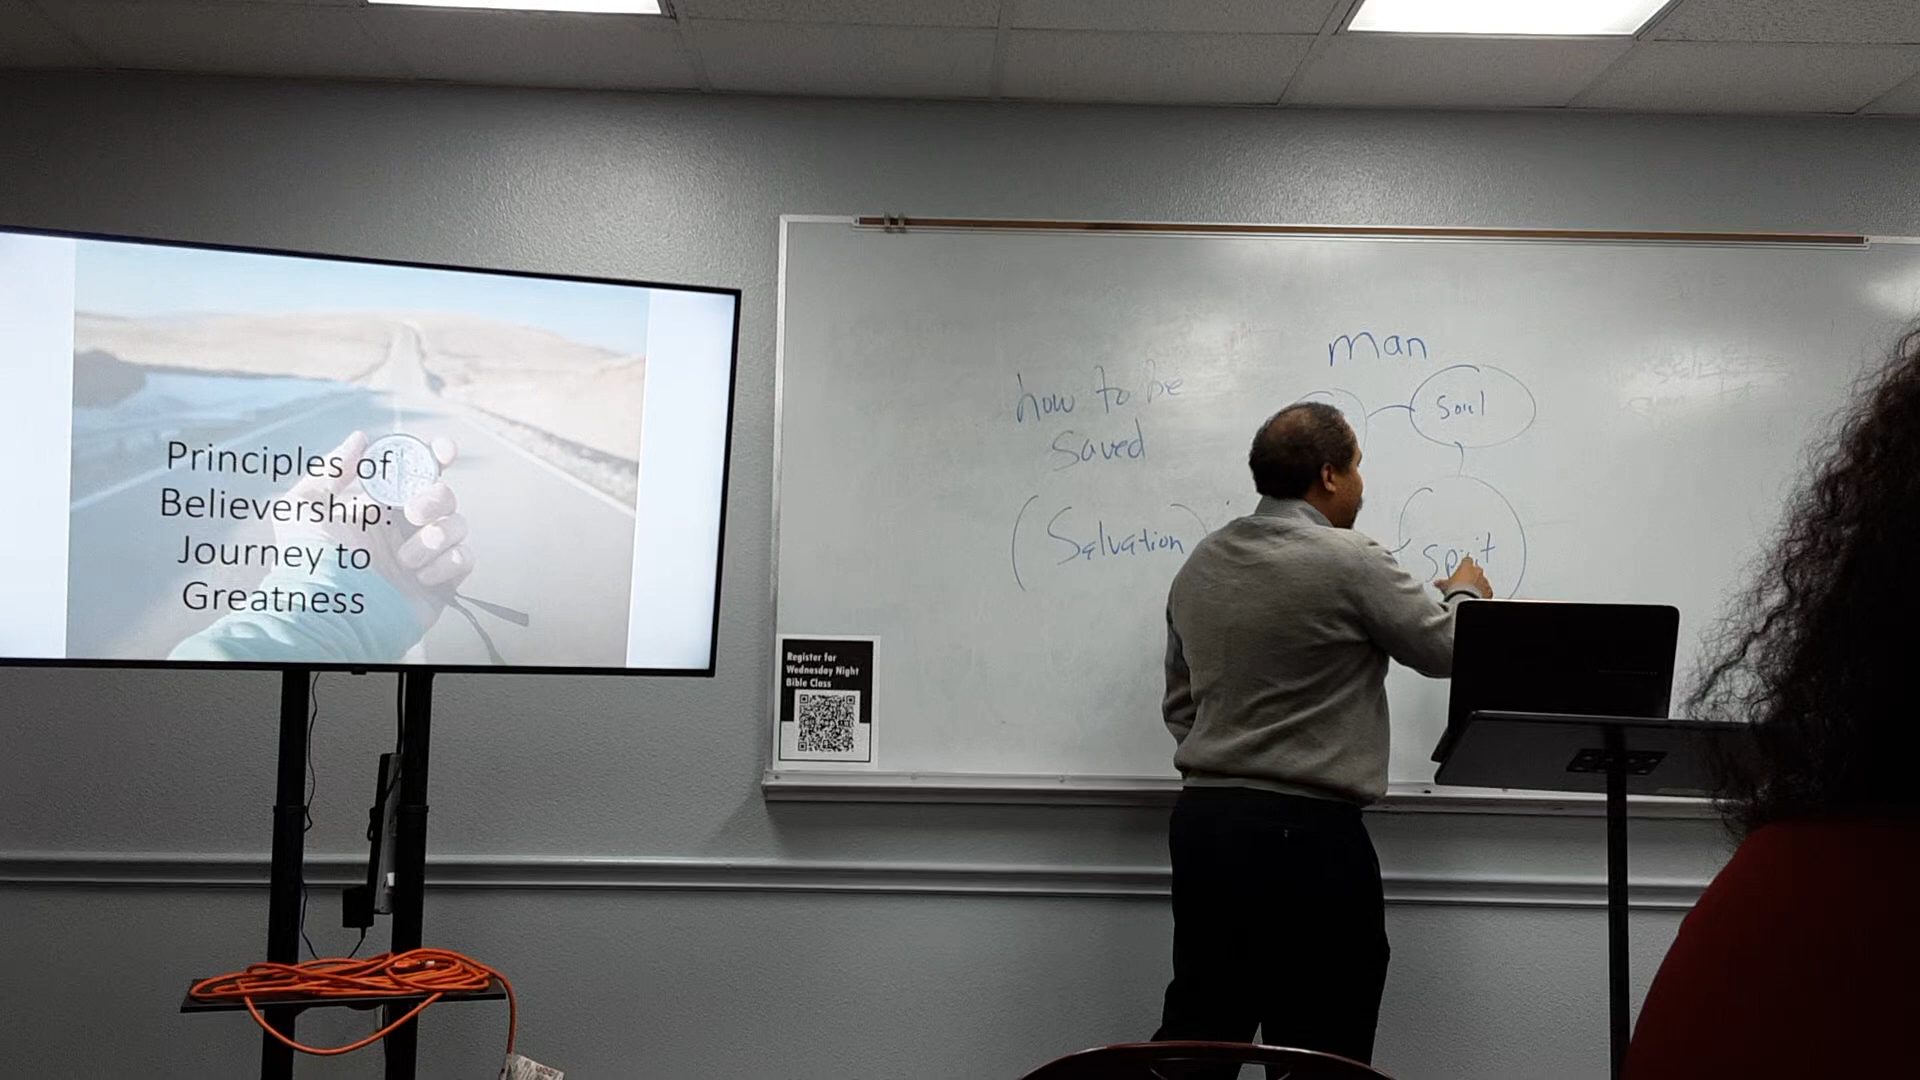 Principles of
Believership:
Journey to
Greatness
how to be
saved
(Salvation)
man
soul
spirit
Register for
Wednesday Night
Bible Class